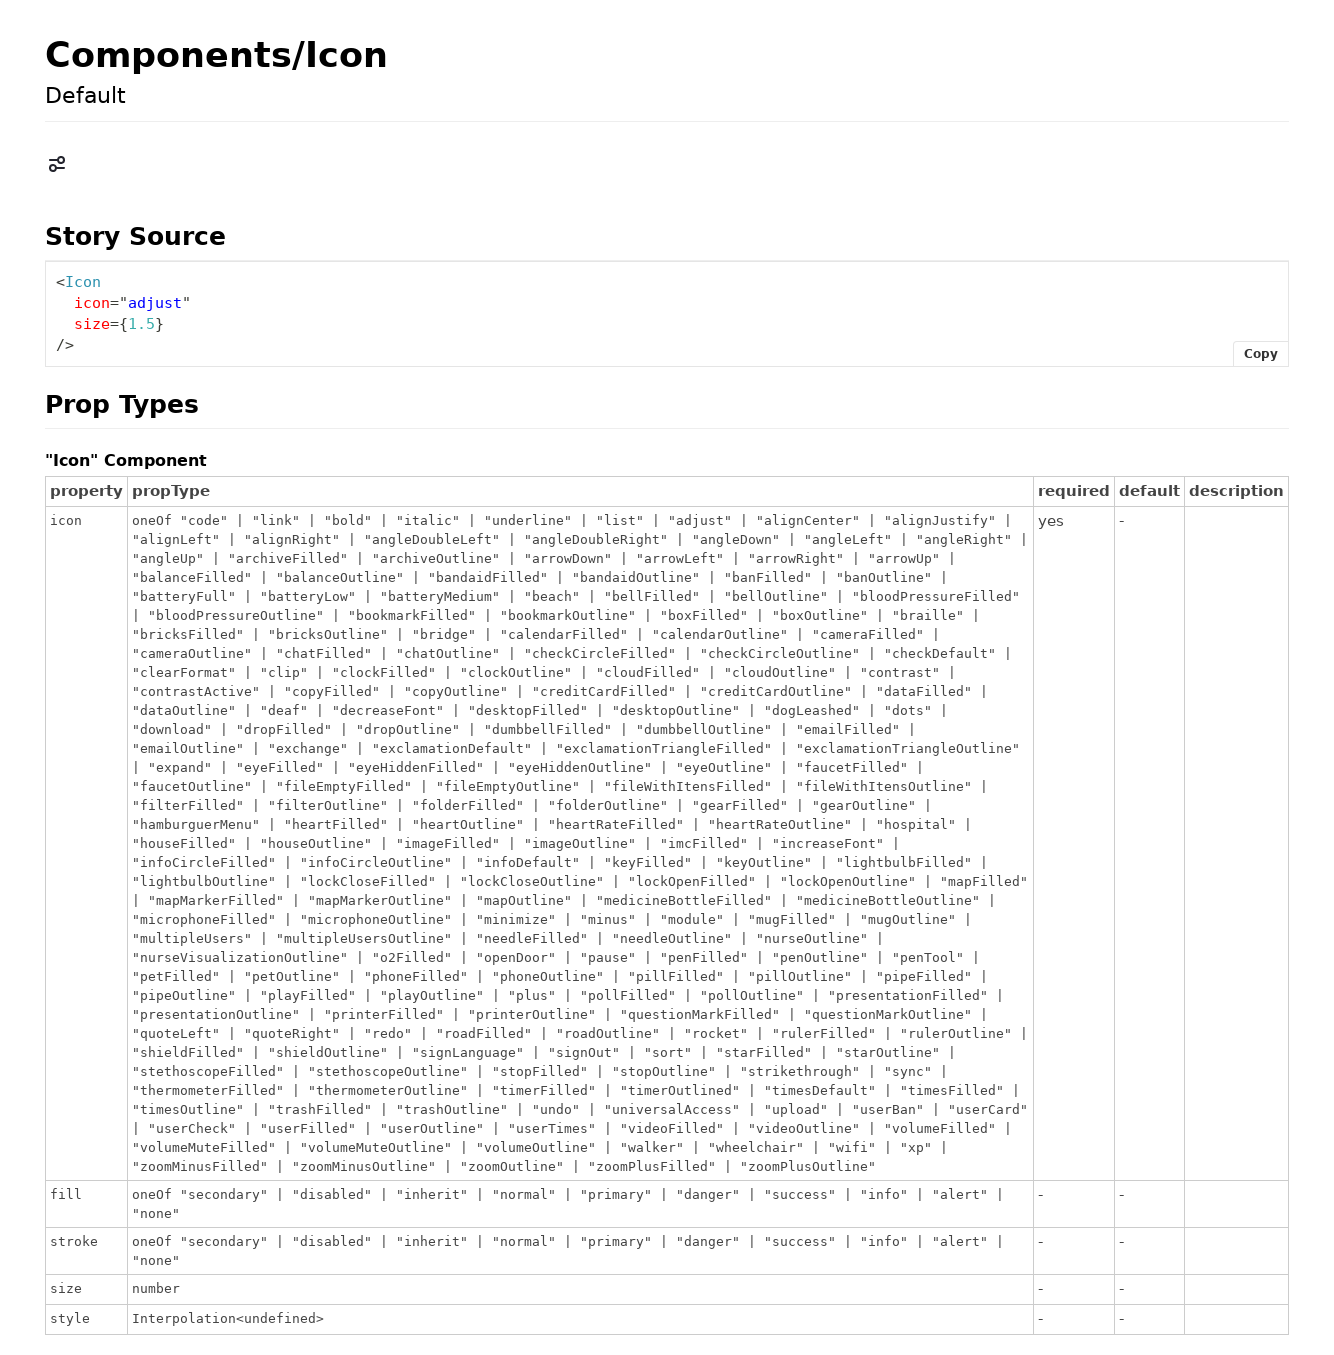 Components/Icon
Default
Story Source
<Icon
  icon="adjust"
  size={1.5}
/>
Copy
Prop Types
"Icon" Component
property propType required default description
icon oneOf "code" | "link" | "bold" | "italic" | "underline" | "list" | "adjust" | "alignCenter" | "alignJustify" | yes -
"alignLeft" | "alignRight" | "angleDoubleLeft" | "angleDoubleRight" | "angleDown" | "angleLeft" | "angleRight" |
"angleUp" | "archiveFilled" | "archiveOutline" | "arrowDown" | "arrowLeft" | "arrowRight" | "arrowUp" |
"balanceFilled" | "balanceOutline" | "bandaidFilled" | "bandaidOutline" | "banFilled" | "banOutline" |
"batteryFull" | "batteryLow" | "batteryMedium" | "beach" | "bellFilled" | "bellOutline" | "bloodPressureFilled"
| "bloodPressureOutline" | "bookmarkFilled" | "bookmarkOutline" | "boxFilled" | "boxOutline" | "braille" |
"bricksFilled" | "bricksOutline" | "bridge" | "calendarFilled" | "calendarOutline" | "cameraFilled" |
"cameraOutline" | "chatFilled" | "chatOutline" | "checkCircleFilled" | "checkCircleOutline" | "checkDefault" |
"clearFormat" | "clip" | "clockFilled" | "clockOutline" | "cloudFilled" | "cloudOutline" | "contrast" |
"contrastActive" | "copyFilled" | "copyOutline" | "creditCardFilled" | "creditCardOutline" | "dataFilled" |
"dataOutline" | "deaf" | "decreaseFont" | "desktopFilled" | "desktopOutline" | "dogLeashed" | "dots" |
"download" | "dropFilled" | "dropOutline" | "dumbbellFilled" | "dumbbellOutline" | "emailFilled" |
"emailOutline" | "exchange" | "exclamationDefault" | "exclamationTriangleFilled" | "exclamationTriangleOutline"
| "expand" | "eyeFilled" | "eyeHiddenFilled" | "eyeHiddenOutline" | "eyeOutline" | "faucetFilled" |
"faucetOutline" | "fileEmptyFilled" | "fileEmptyOutline" | "fileWithItensFilled" | "fileWithItensOutline" |
"filterFilled" | "filterOutline" | "folderFilled" | "folderOutline" | "gearFilled" | "gearOutline" |
"hamburguerMenu" | "heartFilled" | "heartOutline" | "heartRateFilled" | "heartRateOutline" | "hospital" |
"houseFilled" | "houseOutline" | "imageFilled" | "imageOutline" | "imcFilled" | "increaseFont" |
"infoCircleFilled" | "infoCircleOutline" | "infoDefault" | "keyFilled" | "keyOutline" | "lightbulbFilled" |
"lightbulbOutline" | "lockCloseFilled" | "lockCloseOutline" | "lockOpenFilled" | "lockOpenOutline" | "mapFilled"
| "mapMarkerFilled" | "mapMarkerOutline" | "mapOutline" | "medicineBottleFilled" | "medicineBottleOutline" |
"microphoneFilled" | "microphoneOutline" | "minimize" | "minus" | "module" | "mugFilled" | "mugOutline" |
"multipleUsers" | "multipleUsersOutline" | "needleFilled" | "needleOutline" | "nurseOutline" |
"nurseVisualizationOutline" | "o2Filled" | "openDoor" | "pause" | "penFilled" | "penOutline" | "penTool" |
"petFilled" | "petOutline" | "phoneFilled" | "phoneOutline" | "pillFilled" | "pillOutline" | "pipeFilled" |
"pipeOutline" | "playFilled" | "playOutline" | "plus" | "pollFilled" | "pollOutline" | "presentationFilled" |
"presentationOutline" | "printerFilled" | "printerOutline" | "questionMarkFilled" | "questionMarkOutline" |
"quoteLeft" | "quoteRight" | "redo" | "roadFilled" | "roadOutline" | "rocket" | "rulerFilled" | "rulerOutline" |
"shieldFilled" | "shieldOutline" | "signLanguage" | "signOut" | "sort" | "starFilled" | "starOutline" |
"stethoscopeFilled" | "stethoscopeOutline" | "stopFilled" | "stopOutline" | "strikethrough" | "sync" |
"thermometerFilled" | "thermometerOutline" | "timerFilled" | "timerOutlined" | "timesDefault" | "timesFilled" |
"timesOutline" | "trashFilled" | "trashOutline" | "undo" | "universalAccess" | "upload" | "userBan" | "userCard"
| "userCheck" | "userFilled" | "userOutline" | "userTimes" | "videoFilled" | "videoOutline" | "volumeFilled" |
"volumeMuteFilled" | "volumeMuteOutline" | "volumeOutline" | "walker" | "wheelchair" | "wifi" | "xp" |
"zoomMinusFilled" | "zoomMinusOutline" | "zoomOutline" | "zoomPlusFilled" | "zoomPlusOutline"
fill oneOf "secondary" | "disabled" | "inherit" | "normal" | "primary" | "danger" | "success" | "info" | "alert" | - -
"none"
stroke oneOf "secondary" | "disabled" | "inherit" | "normal" | "primary" | "danger" | "success" | "info" | "alert" | - -
"none"
size number - -
style Interpolation<undefined> - -